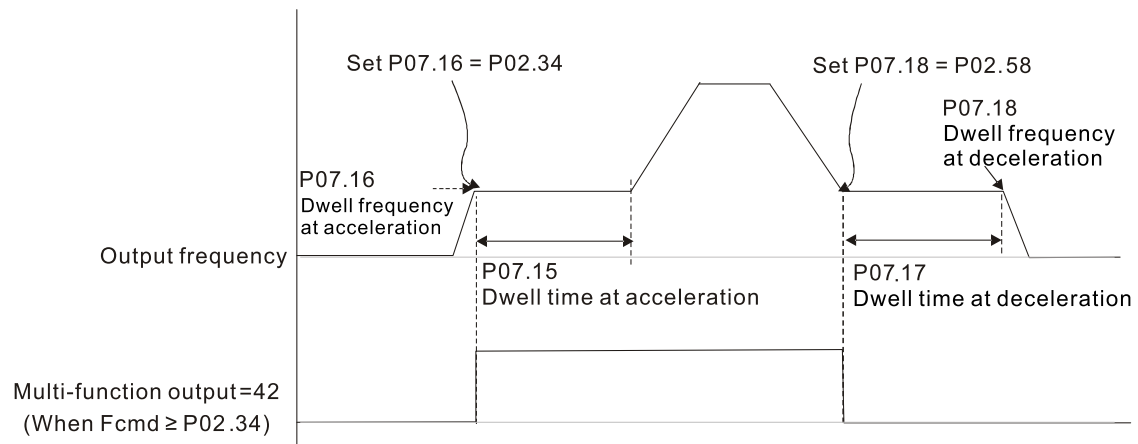 Set P07.16 = P02.34
Set P07.18 = P02.58
P07.18
Dwell frequency
at deceleration
P07.16
Dwell frequency
at acceleration
Output frequency
P07.15
Dwell time at acceleration
P07.17
Dwell time at deceleration
Multi-function output=42
(When Fcmd ≥ P02.34)